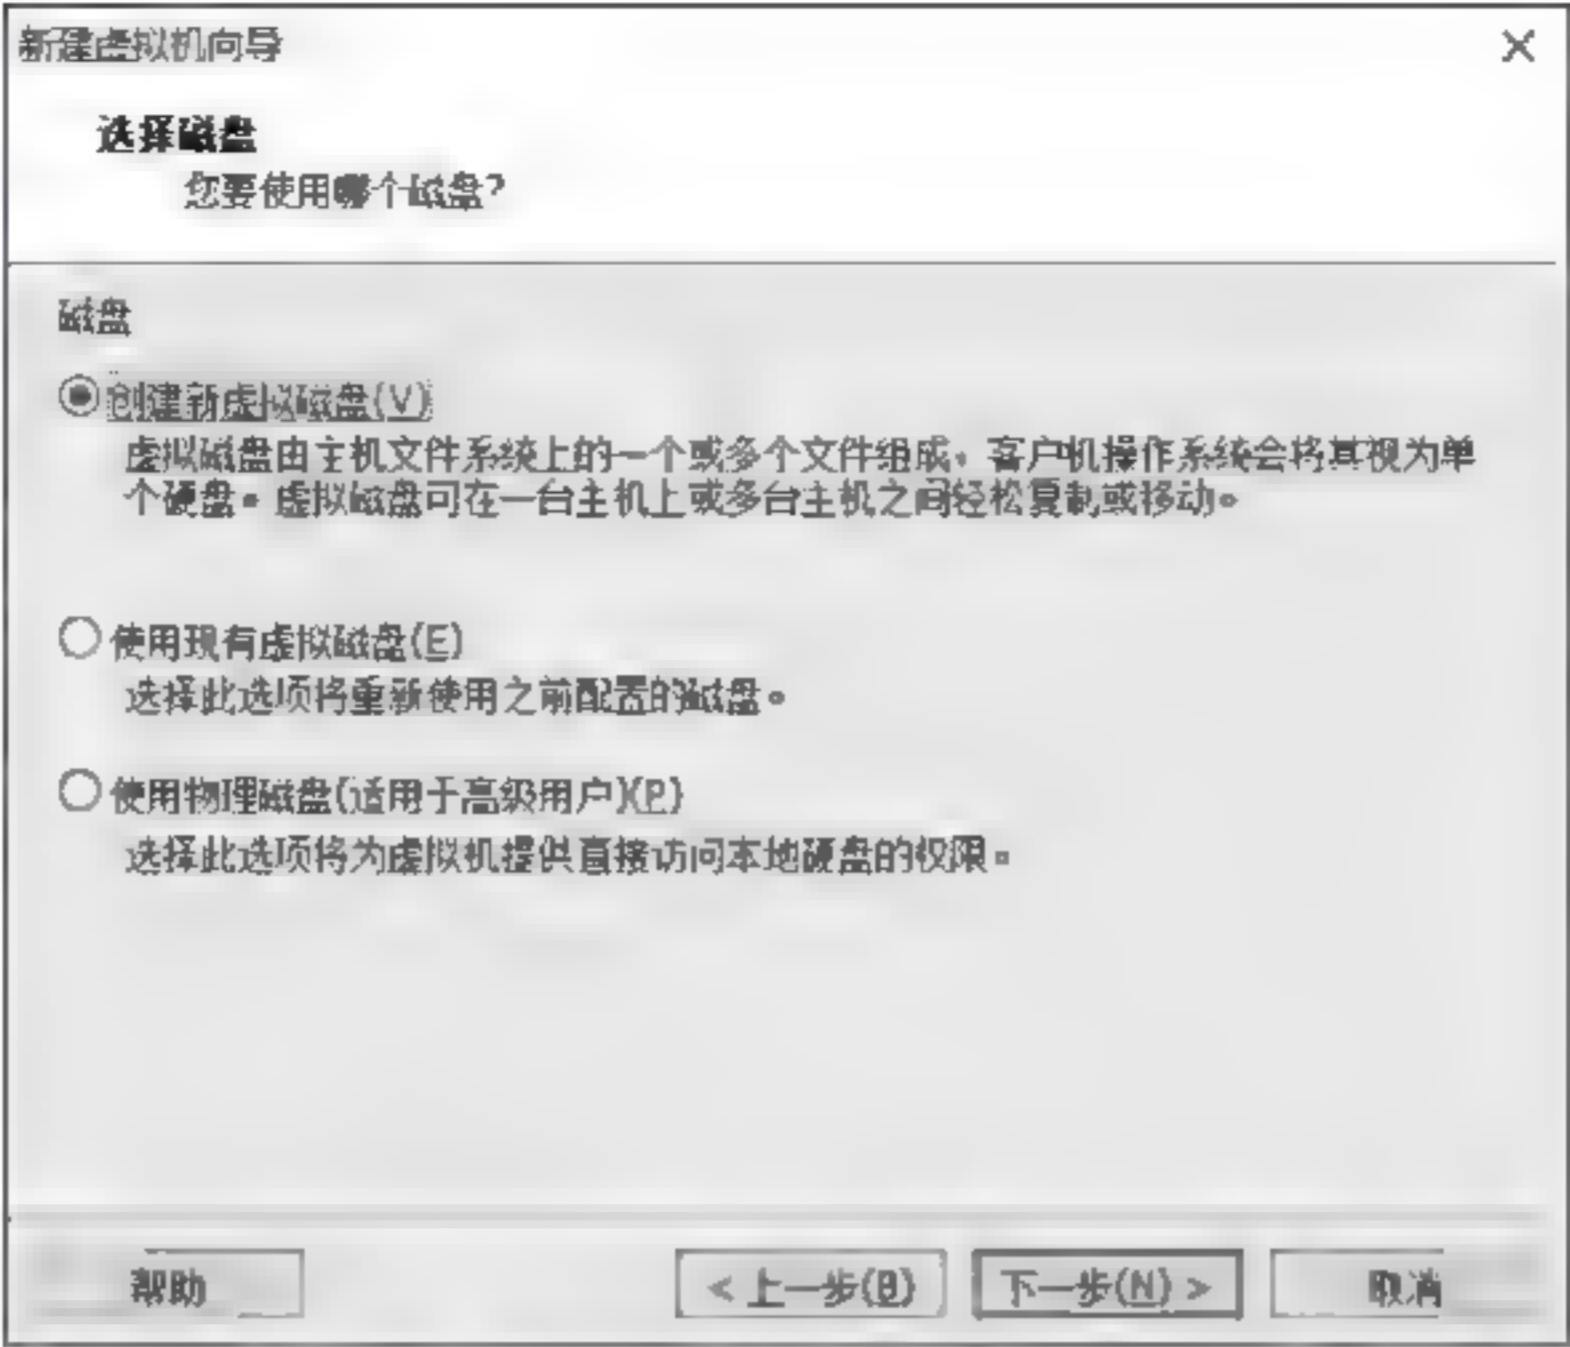 新建虚拟机向导
选择磁盘
您要使用哪个磁盘?
磁盘
创建新虚拟磁盘(V)
虚拟磁盘由主机文件系统上的一个或多个文件组成，客户机操作系统会将其视为单
个硬盘。虚拟磁盘可在一台主机上或多台主机之间轻松复制或移动。
使用现有虚拟磁盘(E)
选择此选项将重新使用之前配置的磁盘。
使用物理磁盘(适用于高级用户)(P)
选择此选项将为虚拟机提供直接访问本地硬盘的权限。
帮助 < 上一步(B) 下一步(N) > 取消